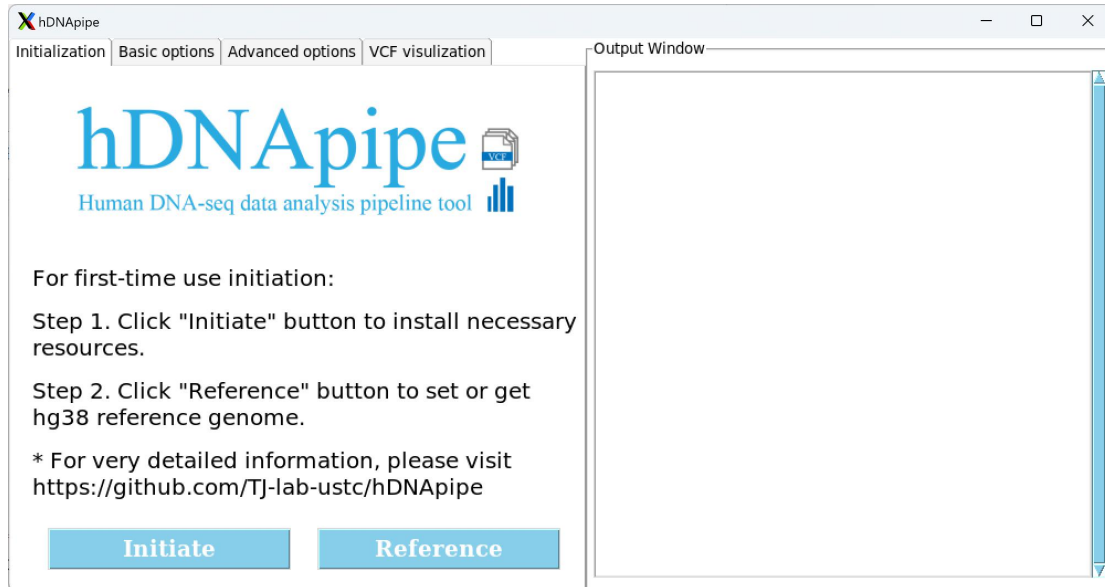 hDNApipe
Initialization Basic options Advanced options VCF visulization
Output Window
hDNApipe
VCF
Human DNA-seq data analysis pipeline tool
For first-time use initiation:
Step 1. Click "Initiate" button to install necessary
resources.
Step 2. Click "Reference" button to set or get
hg38 reference genome.
* For very detailed information, please visit
https://github.com/TJ-lab-ustc/hDNApipe
Initiate Reference